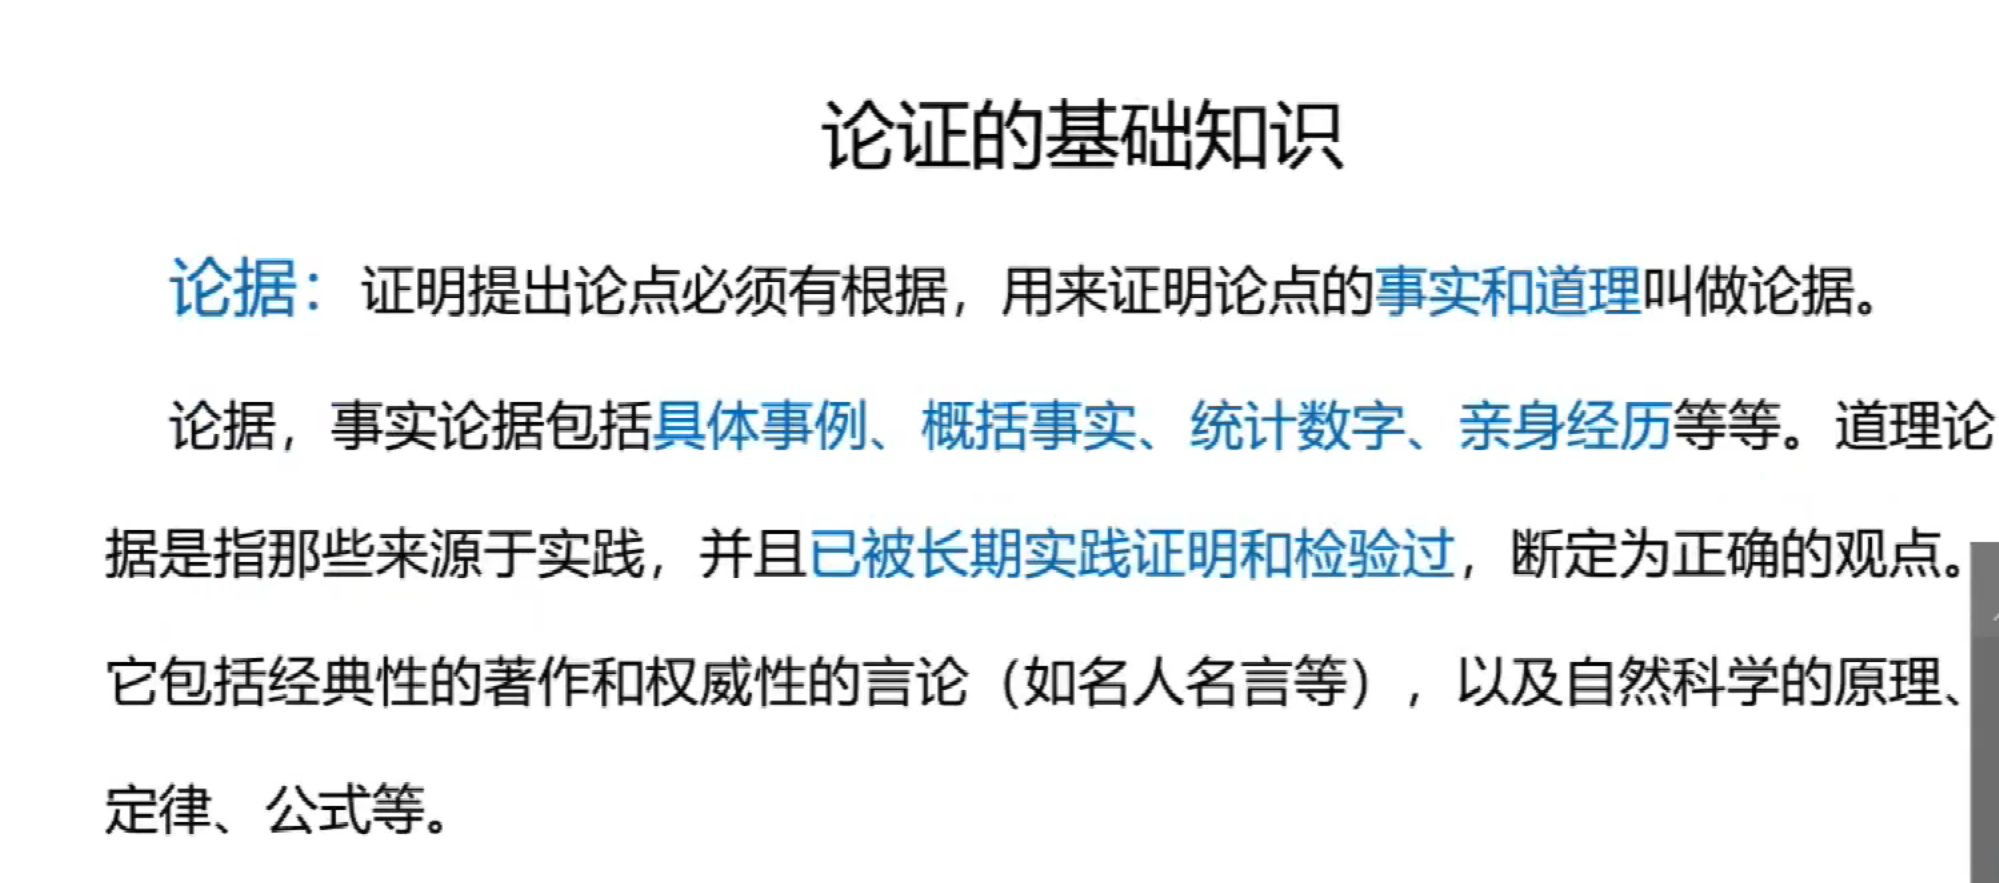 论证的基础知识
论据：证明提出论点必须有根据，用来证明论点的事实和道理叫做论据。
论据，事实论据包括具体事例、概括事实、统计数字、亲身经历等等。道理论
据是指那些来源于实践，并且已被长期实践证明和检验过，断定为正确的观点。
它包括经典性的著作和权威性的言论（如名人名言等），以及自然科学的原理、
定律、公式等。